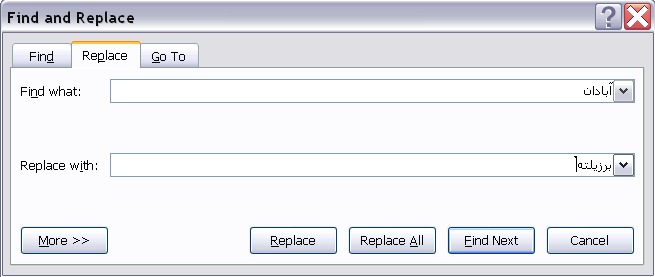 Find and Replace
Find Replace Go To
Find what: آبادان
Replace with: برزیلته
More >> Replace Replace All Find Next Cancel